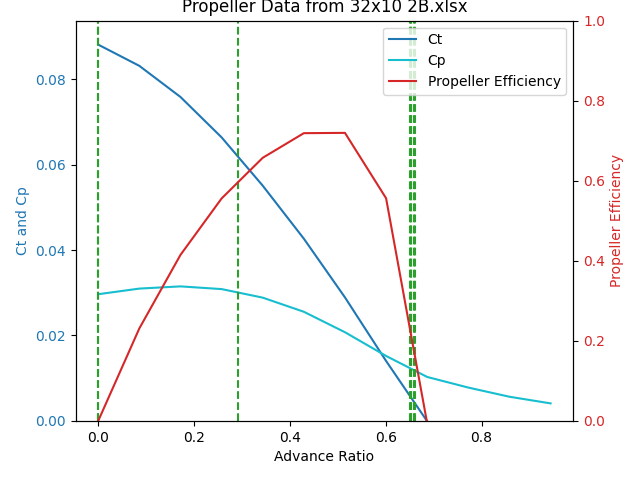 Propeller Data from 32x10 2B.xlsx
Ct
Cp
Propeller Efficiency
1.0
0.8
0.6
0.4
0.2
0.0
Propeller Efficiency
0.08
0.06
0.04
0.02
0.00
Ct and Cp
0.0 0.2 0.4 0.6 0.8
Advance Ratio